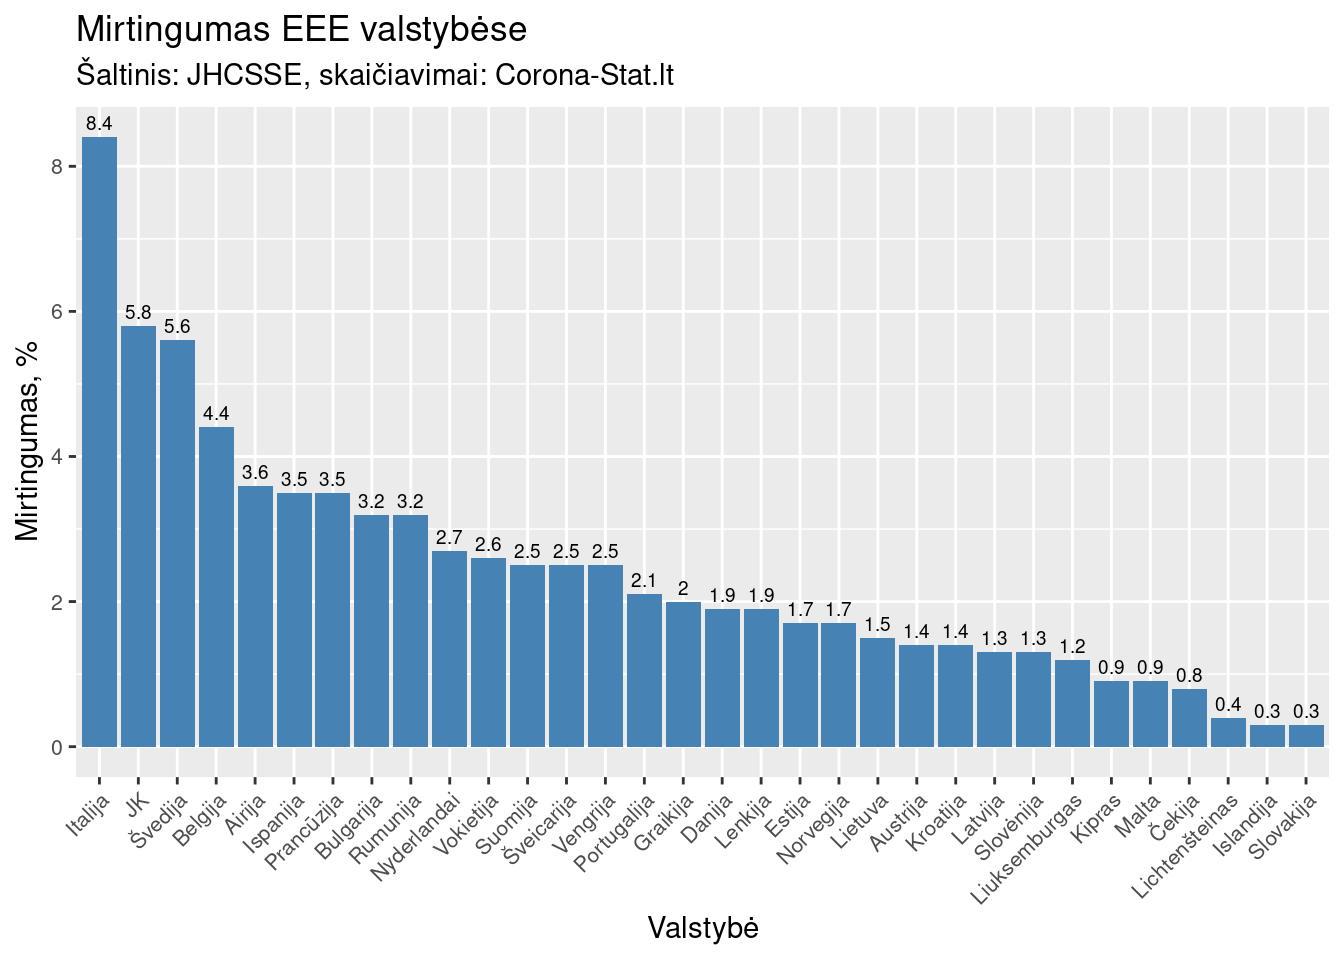 Mirtingumas EEE valstybėse
Šaltinis: JHCSSE, skaičiavimai: Corona-Stat.lt
Mirtingumas, %
8
6
4
2
0
8.4
5.8
5.6
4.4
3.6
3.5
3.5
3.2
3.2
2.7
2.6
2.5
2.5
2.5
2.1
2
1.9
1.9
1.7
1.7
1.5
1.4
1.4
1.3
1.3
1.2
0.9
0.9
0.8
0.4
0.3
0.3
Italija
JK
Švedija
Belgija
Airija
Ispanija
Prancūzija
Bulgarija
Rumunija
Nyderlandai
Vokietija
Suomija
Šveicarija
Vengrija
Portugalija
Graikija
Danija
Lenkija
Estija
Norvegija
Lietuva
Austrija
Kroatija
Latvija
Slovėnija
Liuksemburgas
Kipras
Malta
Čekija
Lichtenšteinas
Islandija
Slovakija
Valstybė